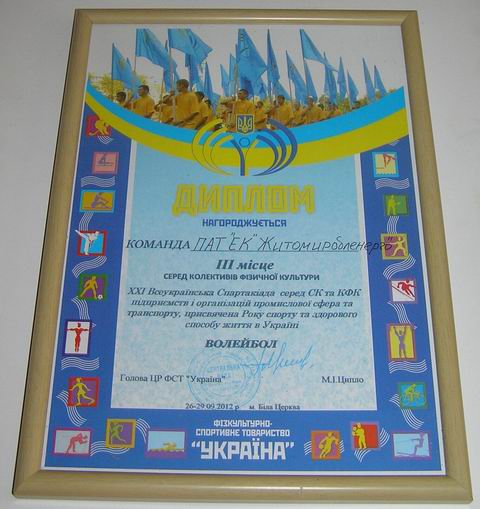 ДИПЛОМ
НАГОРОДЖУЄТЬСЯ
КОМАНДА ПАТ "ЕК" Житомиробленерго"
III місце
СЕРЕД КОЛЕКТИВІВ ФІЗИЧНОЇ КУЛЬТУРИ
XXI Всеукраїнська Спартакіада серед СК та КФК
підприємств і організацій промислової сфера та
транспорту, присвячена Року спорту та здорового
способу життя в Україні
ВОЛЕЙБОЛ
ЦЕНТРАЛЬНА
Голова ЦР ФСТ "Україна" М.І.Ципло
26-29.09.2012 р м. Біла Церква
ФІЗКУЛЬТУРНО-
СПОРТИВНЕ ТОВАРИСТВО
"УКРАЇНА"